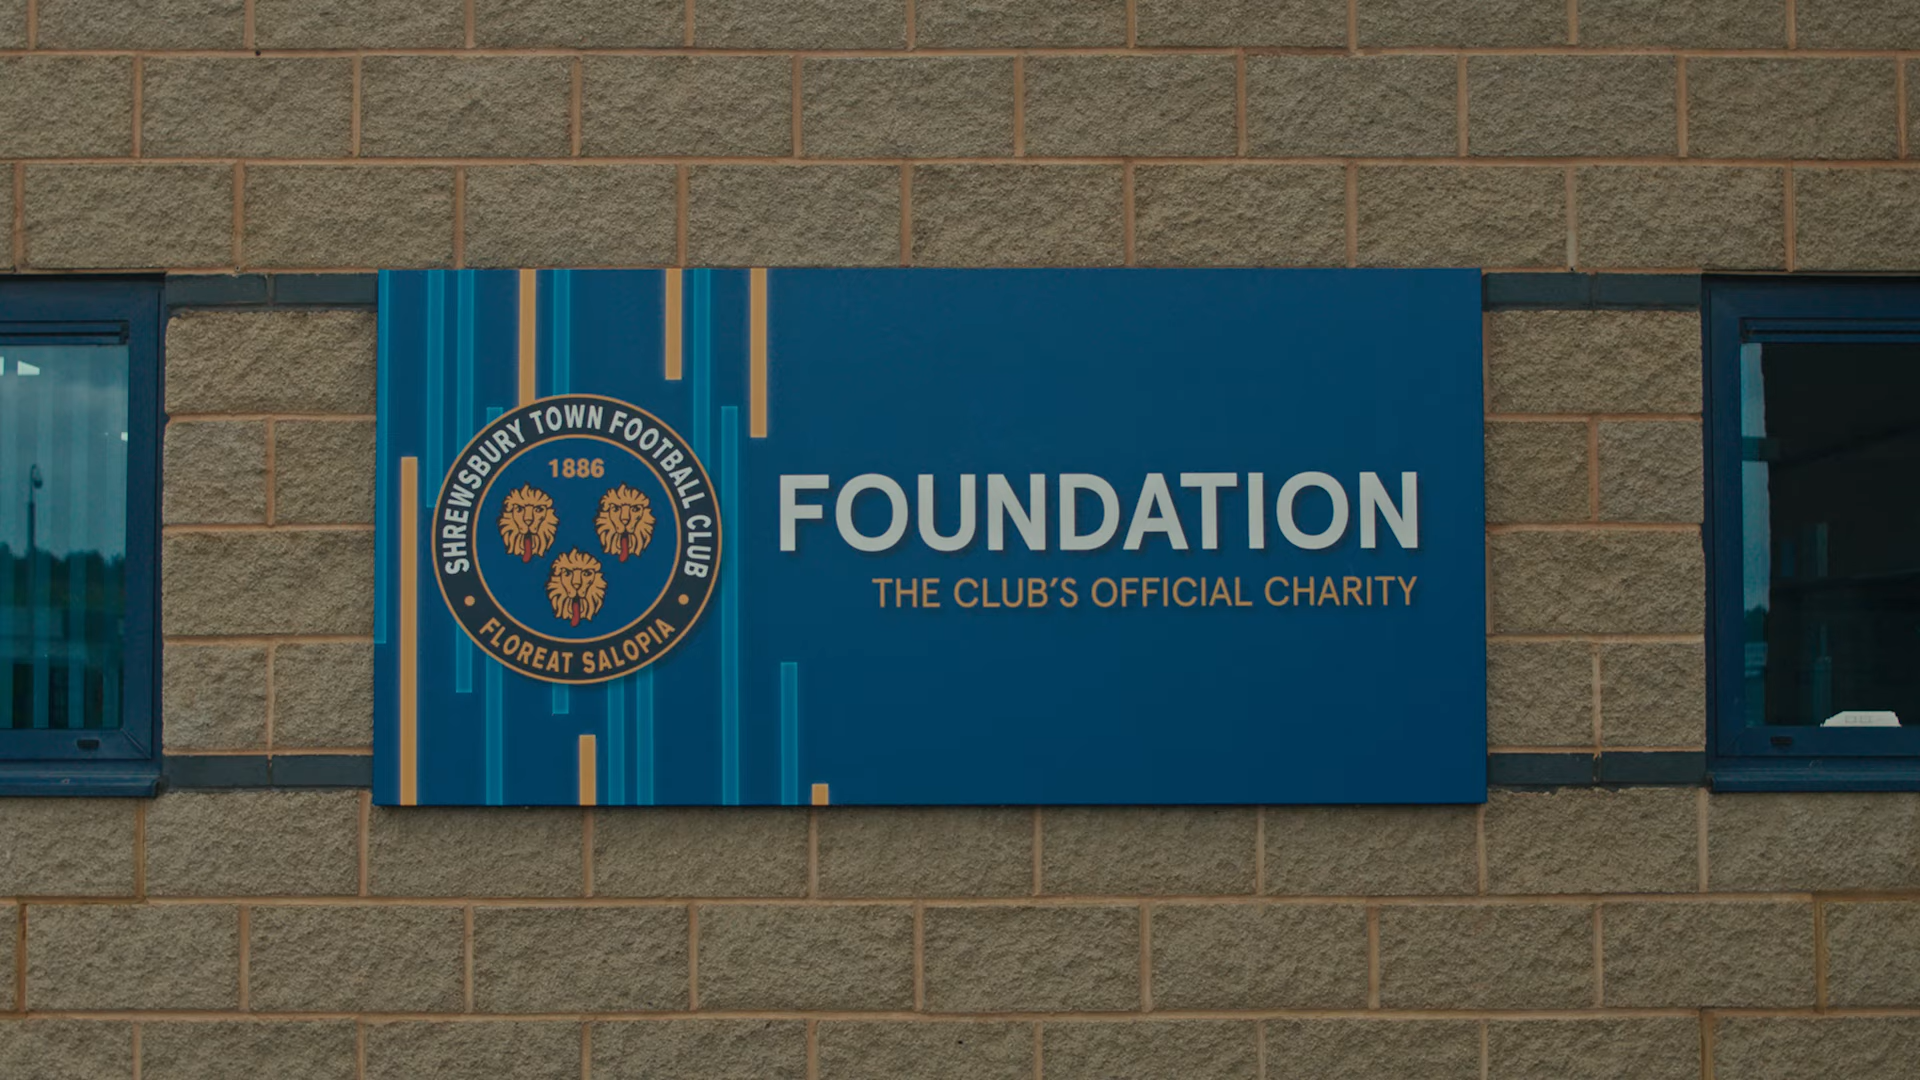 SHREWSBURY TOWN FOOTBALL CLUB
1886
FLOREAT SALOPIA
FOUNDATION
THE CLUB'S OFFICIAL CHARITY